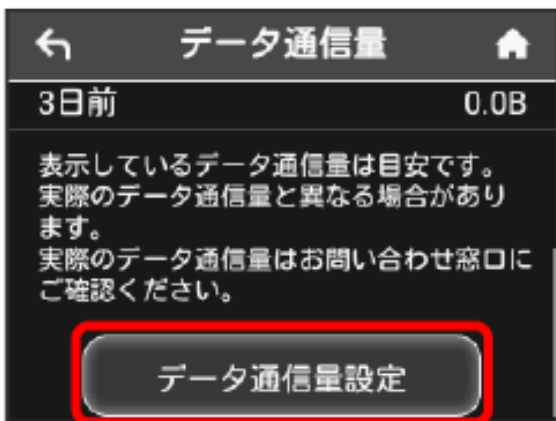 データ通信量
3日前 0.0B
表示しているデータ通信量は目安です。
実際のデータ通信量と異なる場合があり
ます。
実際のデータ通信量はお問い合わせ窓口に
ご確認ください。
データ通信量設定